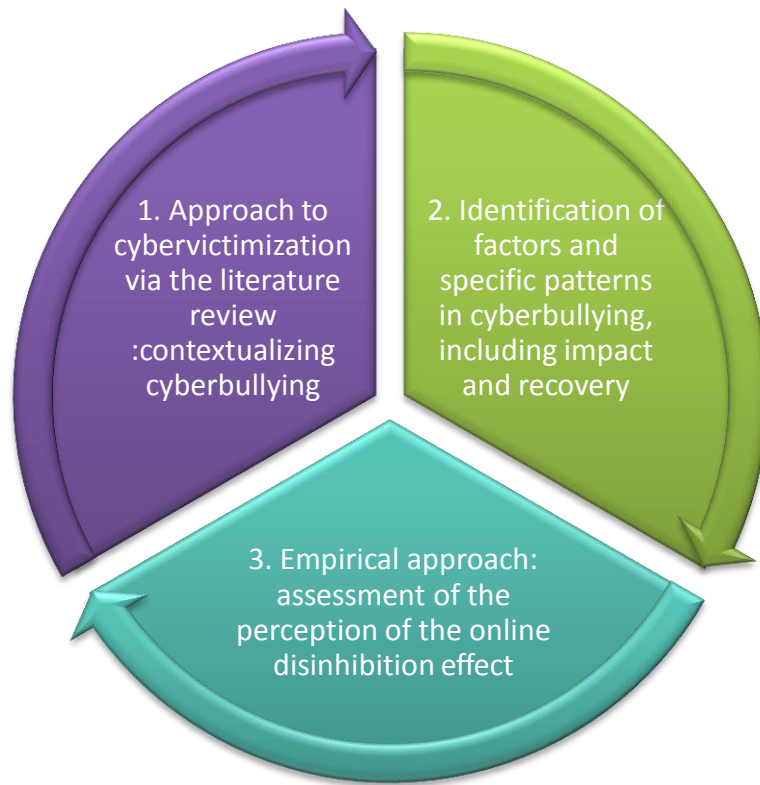 1. Approach to
cybervictimization
via the literature
review
:contextualizing
cyberbullying
2. Identification of
factors and
specific patterns
in cyberbullying,
including impact
and recovery
3. Empirical approach:
assessment of the
perception of the online
disinhibition effect